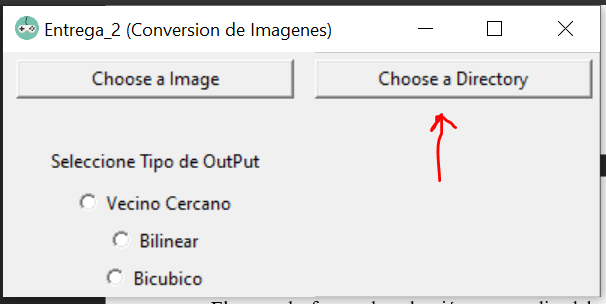 Entrega_2 (Conversion de Imagenes)
Choose a Image
Choose a Directory
Seleccione Tipo de OutPut
Vecino Cercano
Bilinear
Bicubico